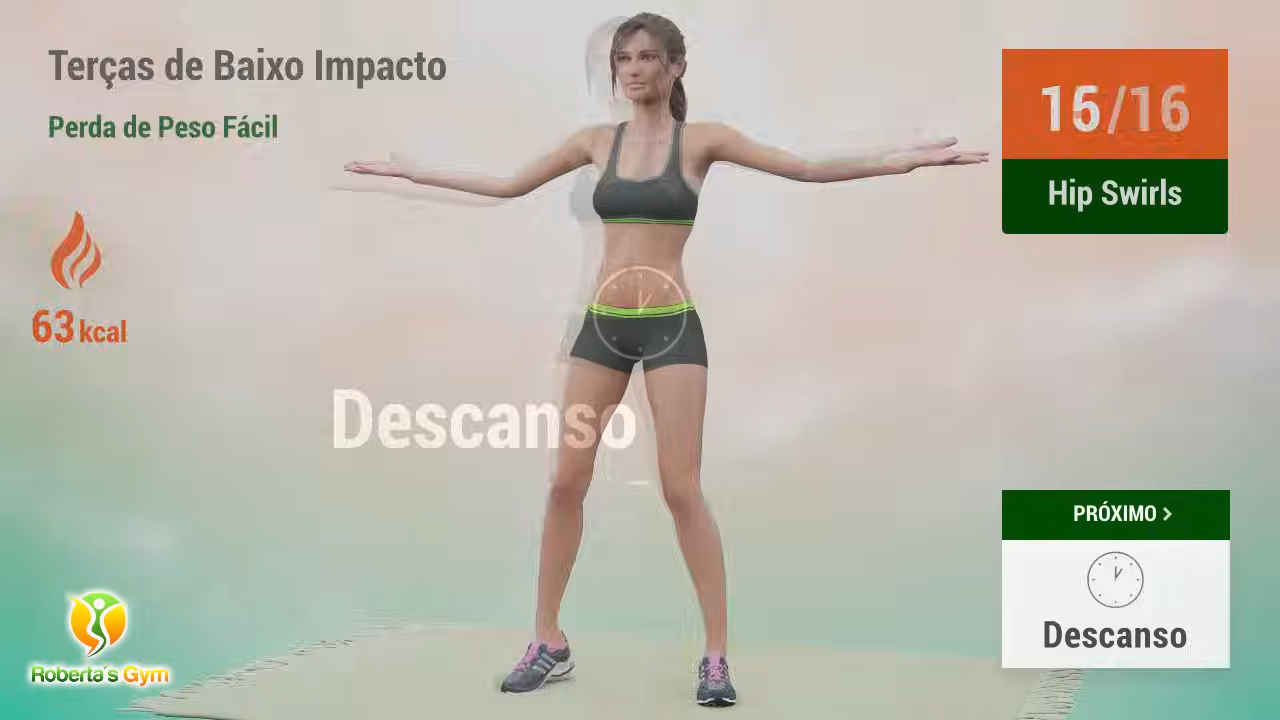 Terças de Baixo Impacto
Perda de Peso Fácil
15/16
Hip Swirls
63 kcal
Descanso
PRÓXIMO >
Descanso
Roberta´s Gym